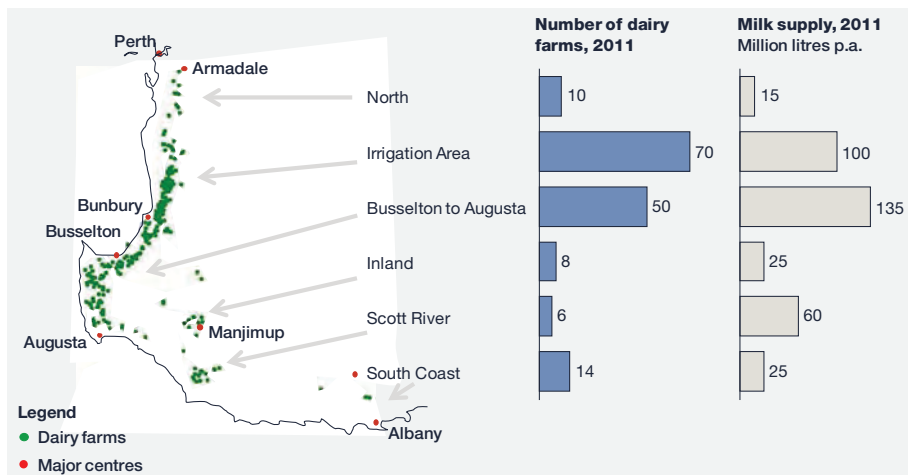 Perth
Armadale
North
Irrigation Area
Bunbury
Busselton to Augusta
Busselton
Inland
Scott River
Manjimup
Augusta
South Coast
Albany
Legend
Dairy farms
Major centres
Number of dairy
farms, 2011
10
70
50
8
6
14
Milk supply, 2011
Million litres p.a.
15
100
135
25
60
25